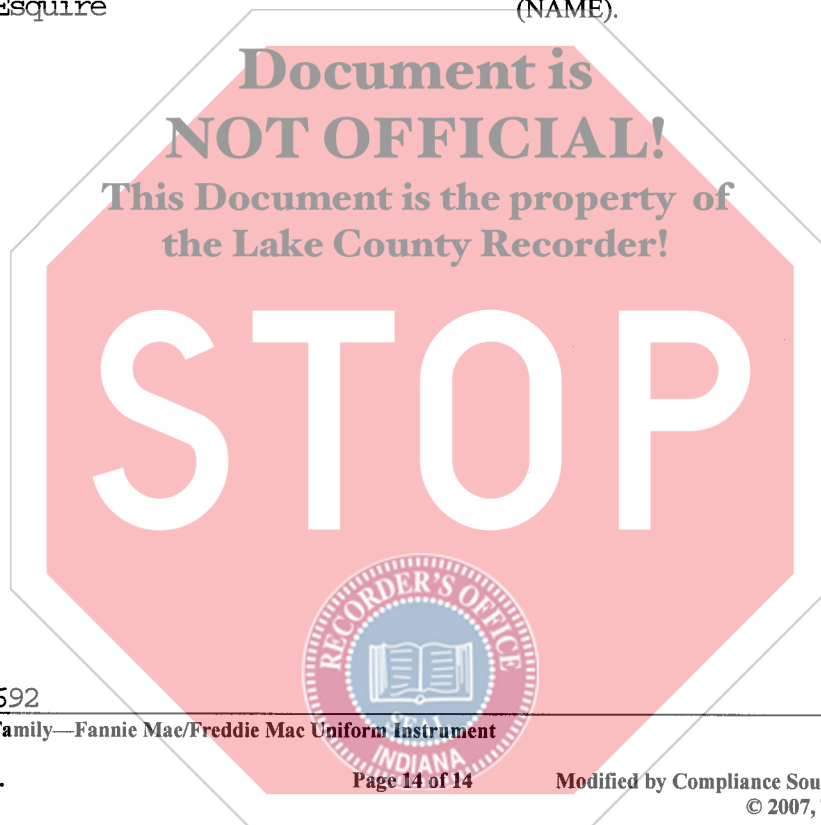 Esquire (NAME).
Document is
NOT OFFICIAL!
This Document is the property of
the Lake County Recorder!
STOP
RECORDER'S OFFICE
SEAL
INDIANA
592
Family—Fannie Mae/Freddie Mac Uniform Instrument
Page 14 of 14 Modified by Compliance Sou
© 2007,